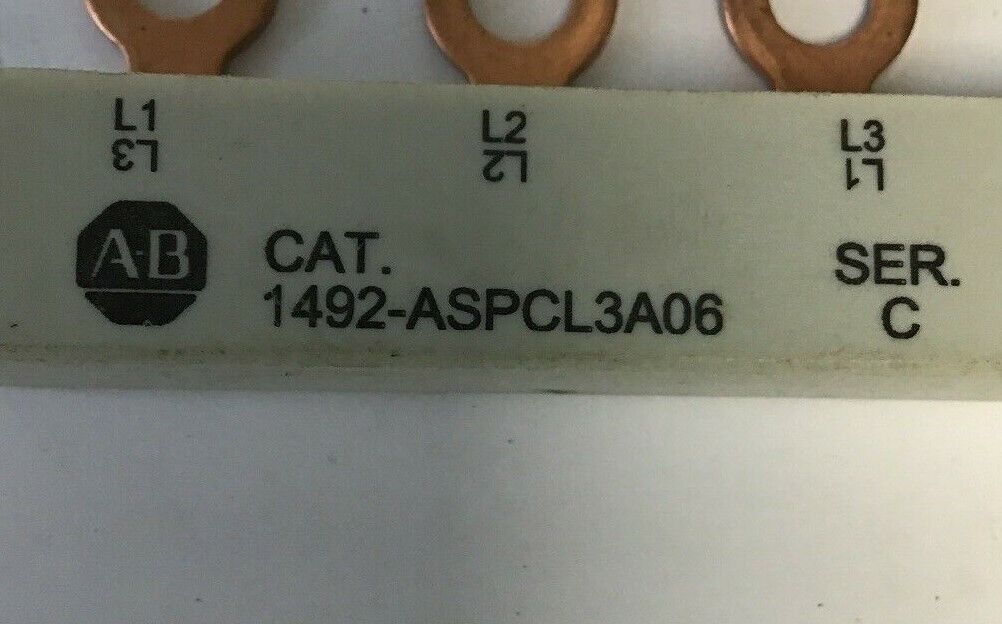 L1 L2 L3
L3 L2 L1
A-B
CAT.
1492-ASPCL3A06
SER.
C